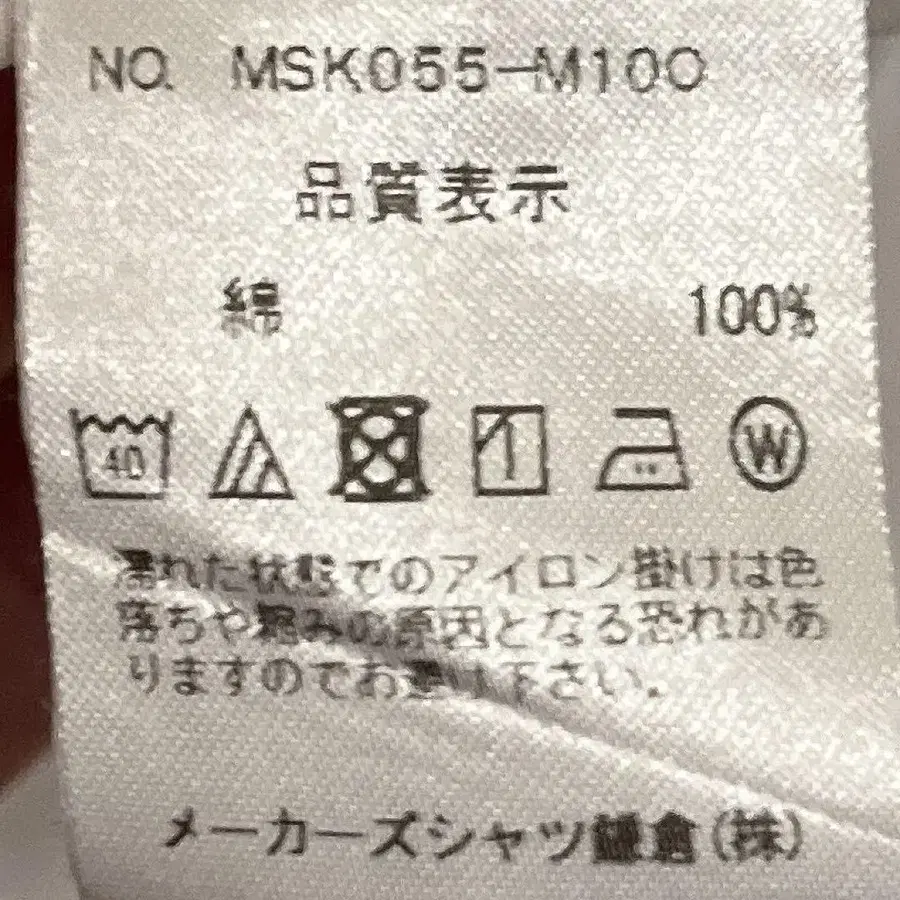 NO. MSK055-M100
品質表示
綿 100%
40 W
濡れた状態でのアイロン掛けは色
落ちや縮みの原因となる恐れがあ
りますのでお避け下さい。
メーカーズシャツ鎌倉(株)